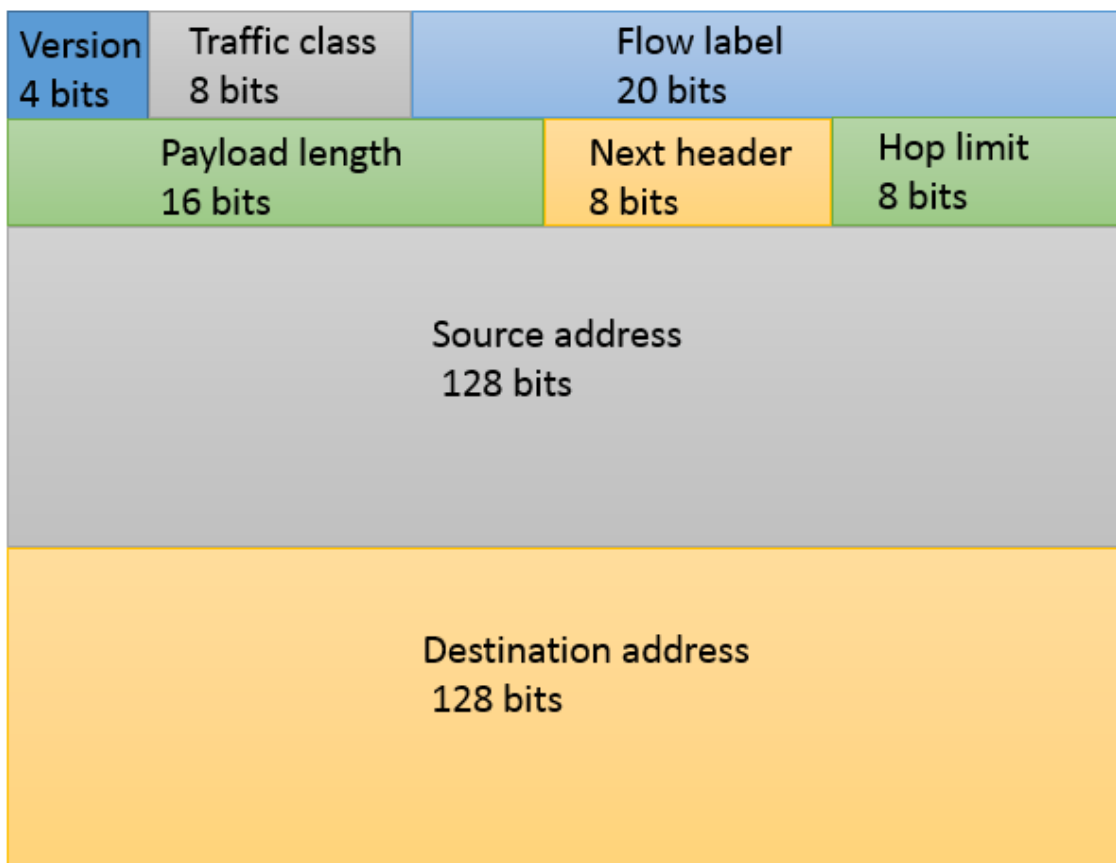 Version
4 bits
Traffic class
8 bits
Flow label
20 bits
Payload length
16 bits
Next header
8 bits
Hop limit
8 bits
Source address
128 bits
Destination address
128 bits